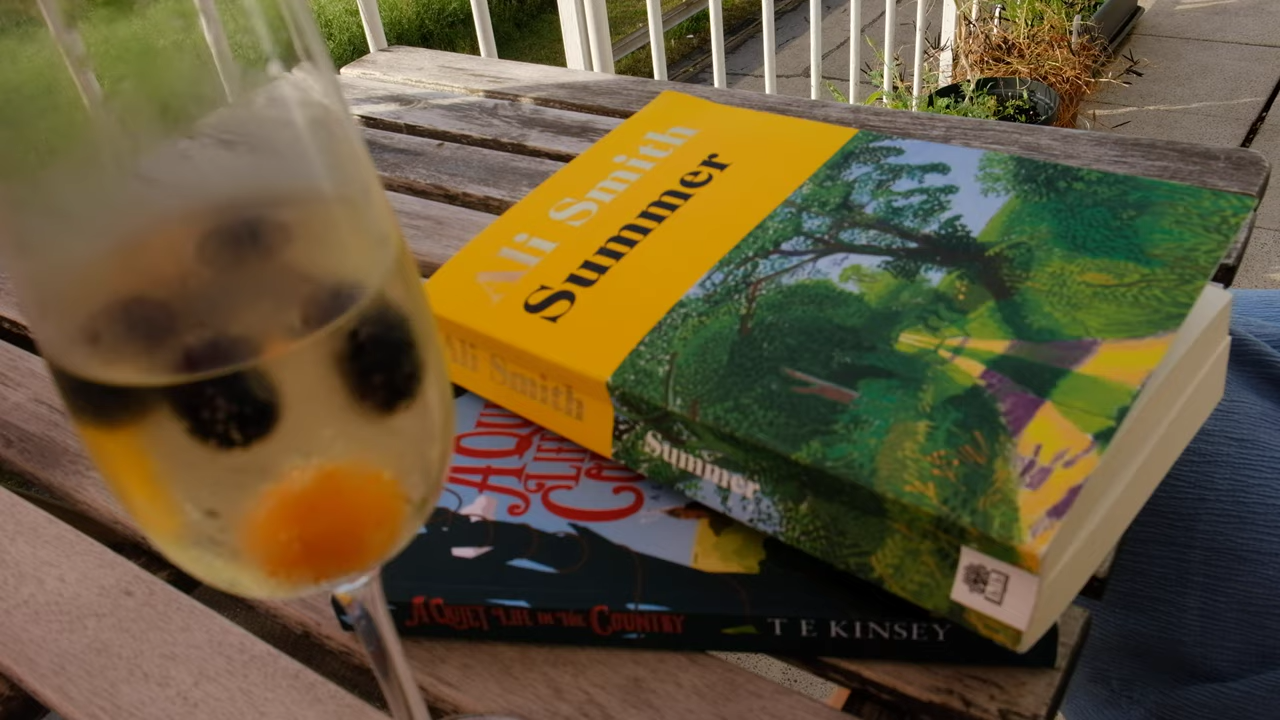 Ali Smith
Summer
Ali Smith
Summer
A QUIET LIFE IN THE COUNTRY
T E KINSEY